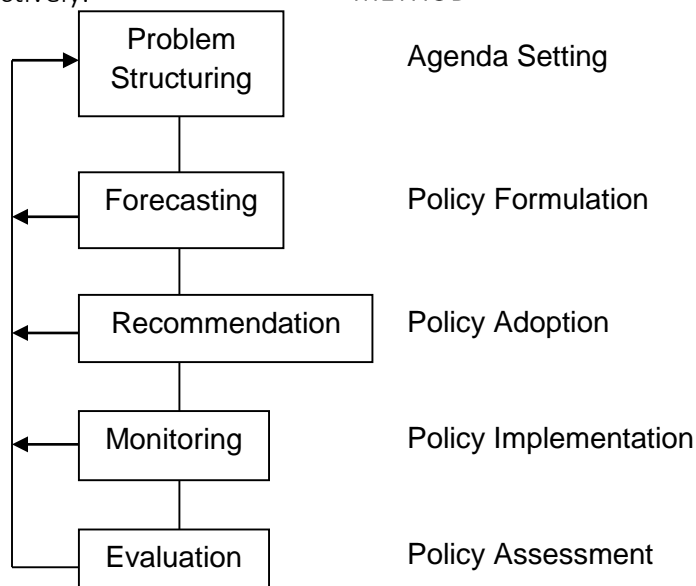 Problem
Structuring
Agenda Setting
Forecasting
Policy Formulation
Recommendation
Policy Adoption
Monitoring
Policy Implementation
Evaluation
Policy Assessment